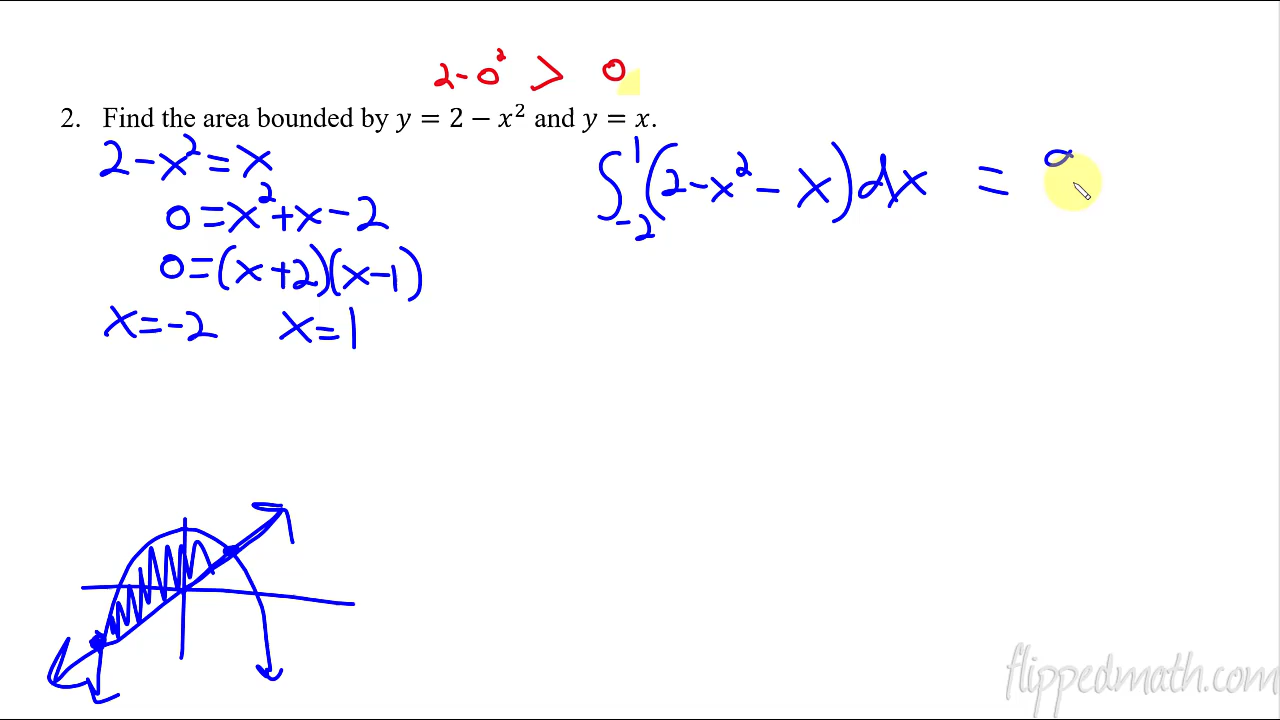 2-0² > 0
2. Find the area bounded by y = 2 − x² and y = x.
2-x² = x
0 = x² + x - 2
0 = (x+2)(x-1)
x = -2 x = 1
∫₋₂¹ (2-x² - x) dx =
flippedmath.com